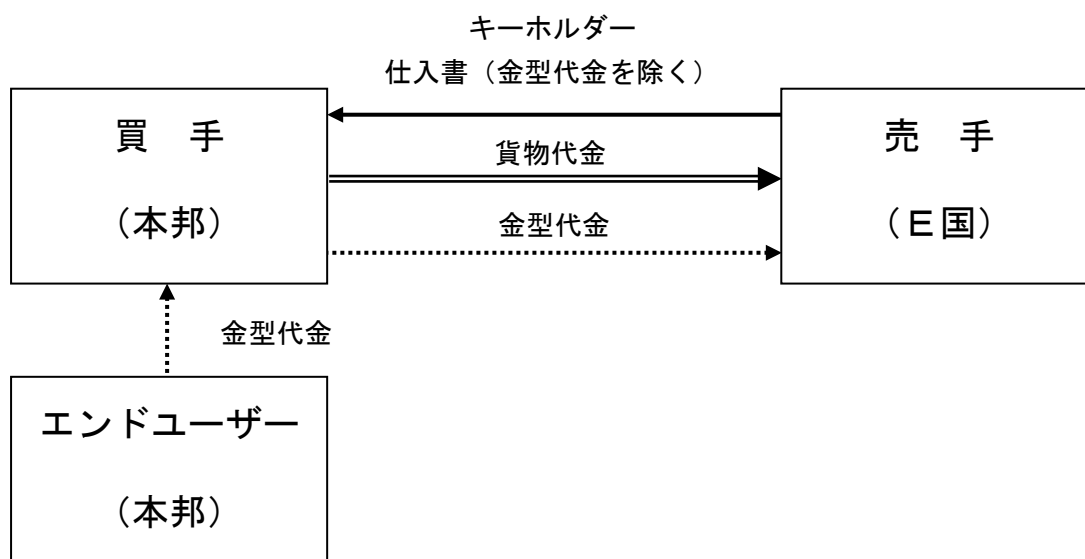 キーホルダー
仕入書（金型代金を除く）
買　手
（本邦）
貨物代金
金型代金
売　手
（Ｅ国）
金型代金
エンドユーザー
（本邦）